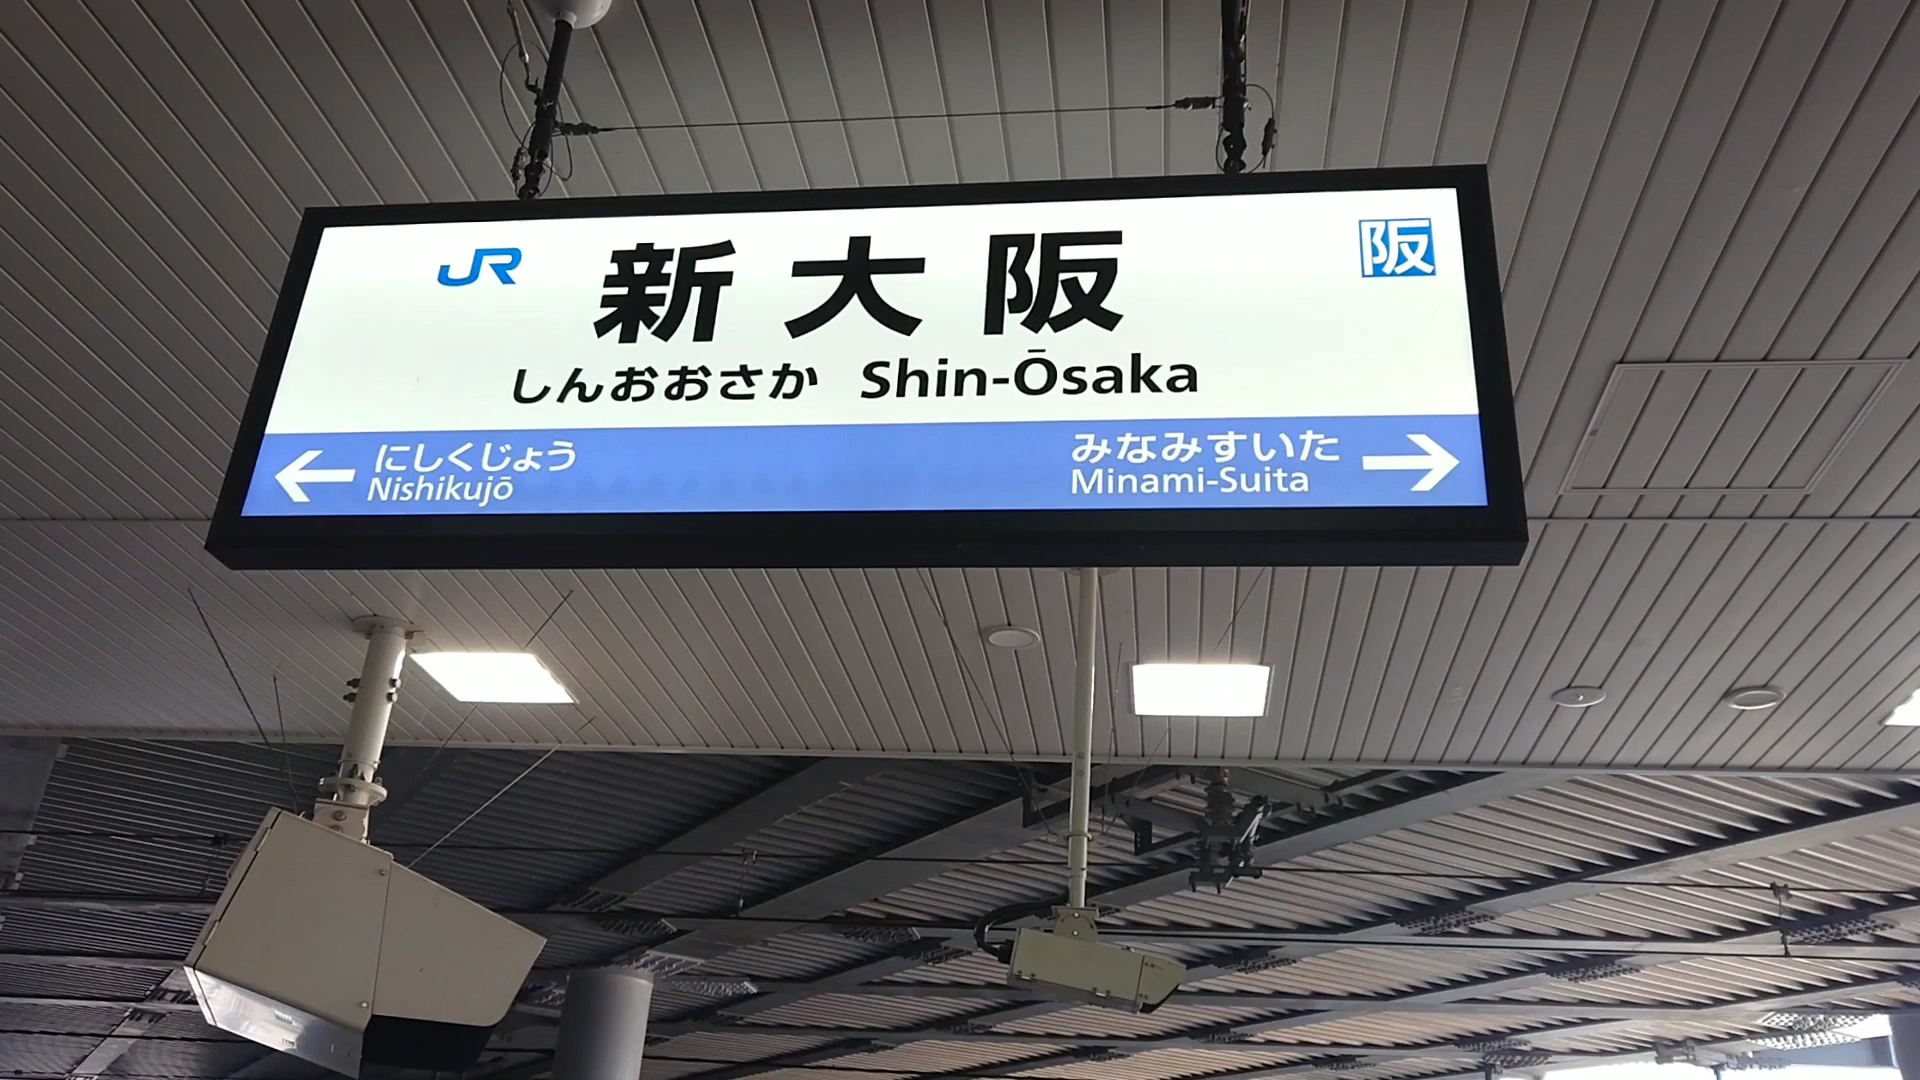 JR 新大阪 阪
しんおおさか Shin-Ōsaka
← にしくじょう
Nishikujō
みなみすいた →
Minami-Suita